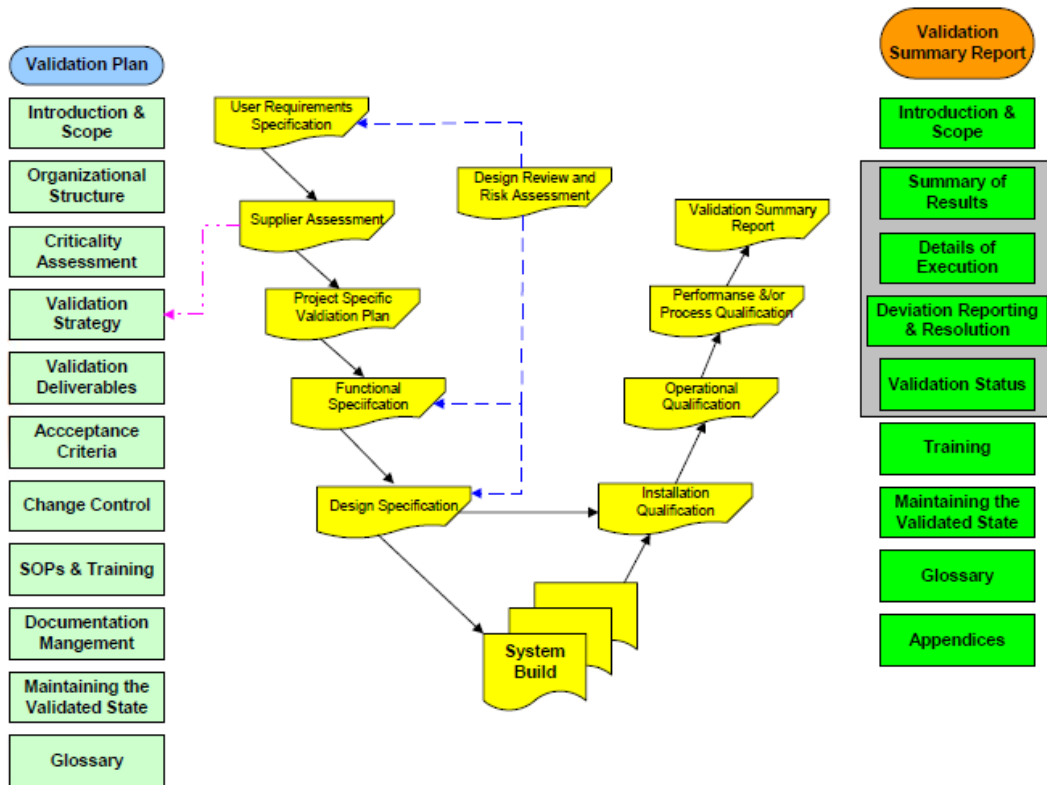 Validation Plan
Introduction &
Scope
Organizational
Structure
Criticality
Assessment
Validation
Strategy
Validation
Deliverables
Accceptance
Criteria
Change Control
SOPs & Training
Documentation
Mangement
Maintaining the
Validated State
Glossary
User Requirements
Specification
Supplier Assessment
Project Specific
Valdiation Plan
Functional
Speciifcation
Design Specification
System
Build
Design Review and
Risk Assessment
Validation Summary
Report
Performanse &/or
Process Qualification
Operational
Qualification
Installation
Qualification
Validation
Summary Report
Introduction &
Scope
Summary of
Results
Details of
Execution
Deviation Reporting
& Resolution
Validation Status
Training
Maintaining the
Validated State
Glossary
Appendices